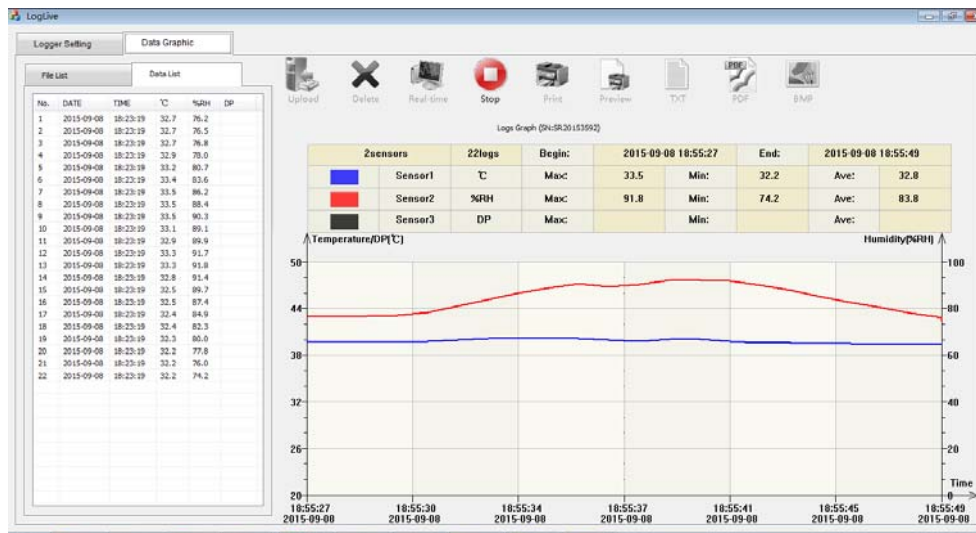 LogLive
Logger Setting Data Graphic
File List Data List
Upload Delete Real-time Stop Print Preview TXT PDF BMP
No. DATE TIME ℃ %RH DP
1 2015-09-08 18:23:19 32.7 76.2
2 2015-09-08 18:23:19 32.7 76.5
3 2015-09-08 18:23:19 32.7 76.8
4 2015-09-08 18:23:19 32.9 78.0
5 2015-09-08 18:23:19 33.2 80.7
6 2015-09-08 18:23:19 33.4 83.6
7 2015-09-08 18:23:19 33.5 86.2
8 2015-09-08 18:23:19 33.5 88.4
9 2015-09-08 18:23:19 33.5 90.3
10 2015-09-08 18:23:19 33.1 89.1
11 2015-09-08 18:23:19 32.9 89.9
12 2015-09-08 18:23:19 33.3 91.7
13 2015-09-08 18:23:19 33.3 91.8
14 2015-09-08 18:23:19 32.8 91.4
15 2015-09-08 18:23:19 32.5 89.7
16 2015-09-08 18:23:19 32.5 87.4
17 2015-09-08 18:23:19 32.4 84.9
18 2015-09-08 18:23:19 32.4 82.3
19 2015-09-08 18:23:19 32.3 80.0
20 2015-09-08 18:23:19 32.2 77.8
21 2015-09-08 18:23:19 32.2 76.0
22 2015-09-08 18:23:19 32.2 74.2
Logs Graph (SN:SR20153592)
2sensors 22logs Begin: 2015-09-08 18:55:27 End: 2015-09-08 18:55:49
Sensor1 ℃ Max: 33.5 Min: 32.2 Ave: 32.8
Sensor2 %RH Max: 91.8 Min: 74.2 Ave: 83.8
Sensor3 DP Max: Min: Ave:
Temperature/DP[℃] Humidity[%RH]
50 100
44 80
38 60
32 40
26 20
Time
20 0
18:55:27 18:55:30 18:55:34 18:55:37 18:55:41 18:55:45 18:55:49
2015-09-08 2015-09-08 2015-09-08 2015-09-08 2015-09-08 2015-09-08 2015-09-08